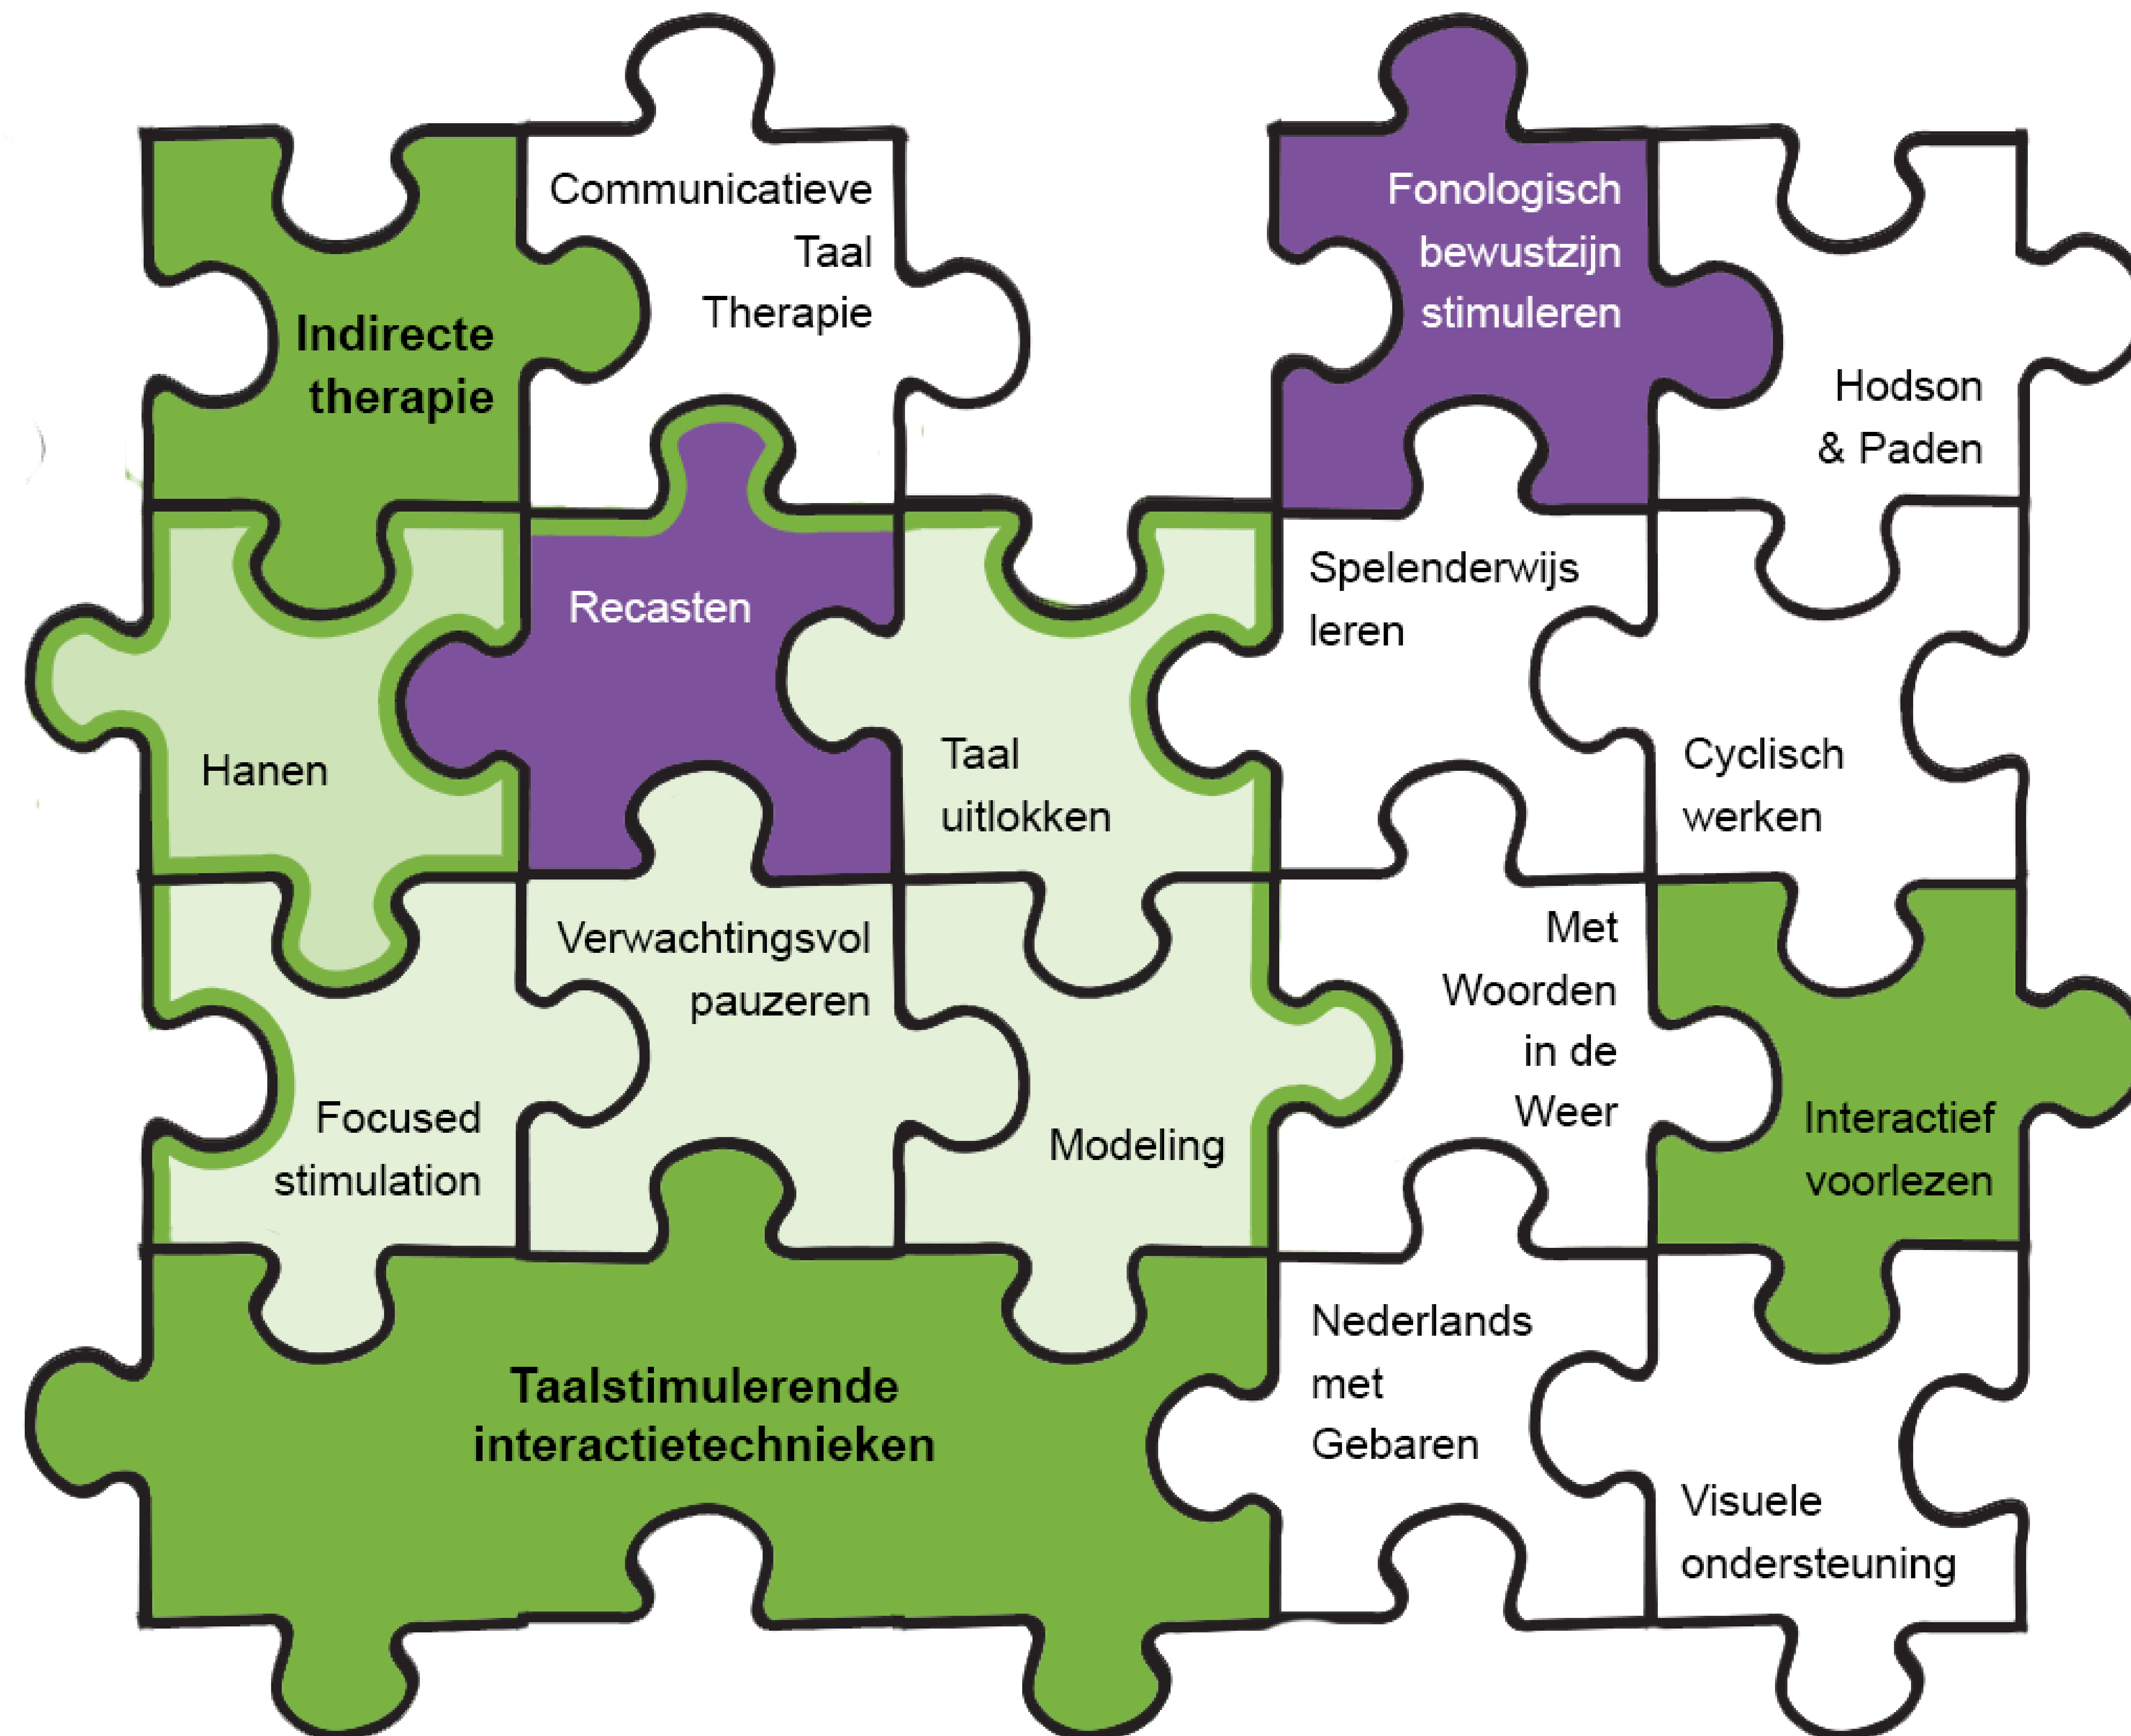 Indirecte
therapie
Communicatieve
Taal
Therapie
Fonologisch
bewustzijn
stimuleren
Hodson
& Paden
Hanen
Recasten
Taal
uitlokken
Spelenderwijs
leren
Cyclisch
werken
Focused
stimulation
Verwachtingsvol
pauzeren
Modeling
Met
Woorden
in de
Weer
Interactief
voorlezen
Taalstimulerende
interactietechnieken
Nederlands
met
Gebaren
Visuele
ondersteuning